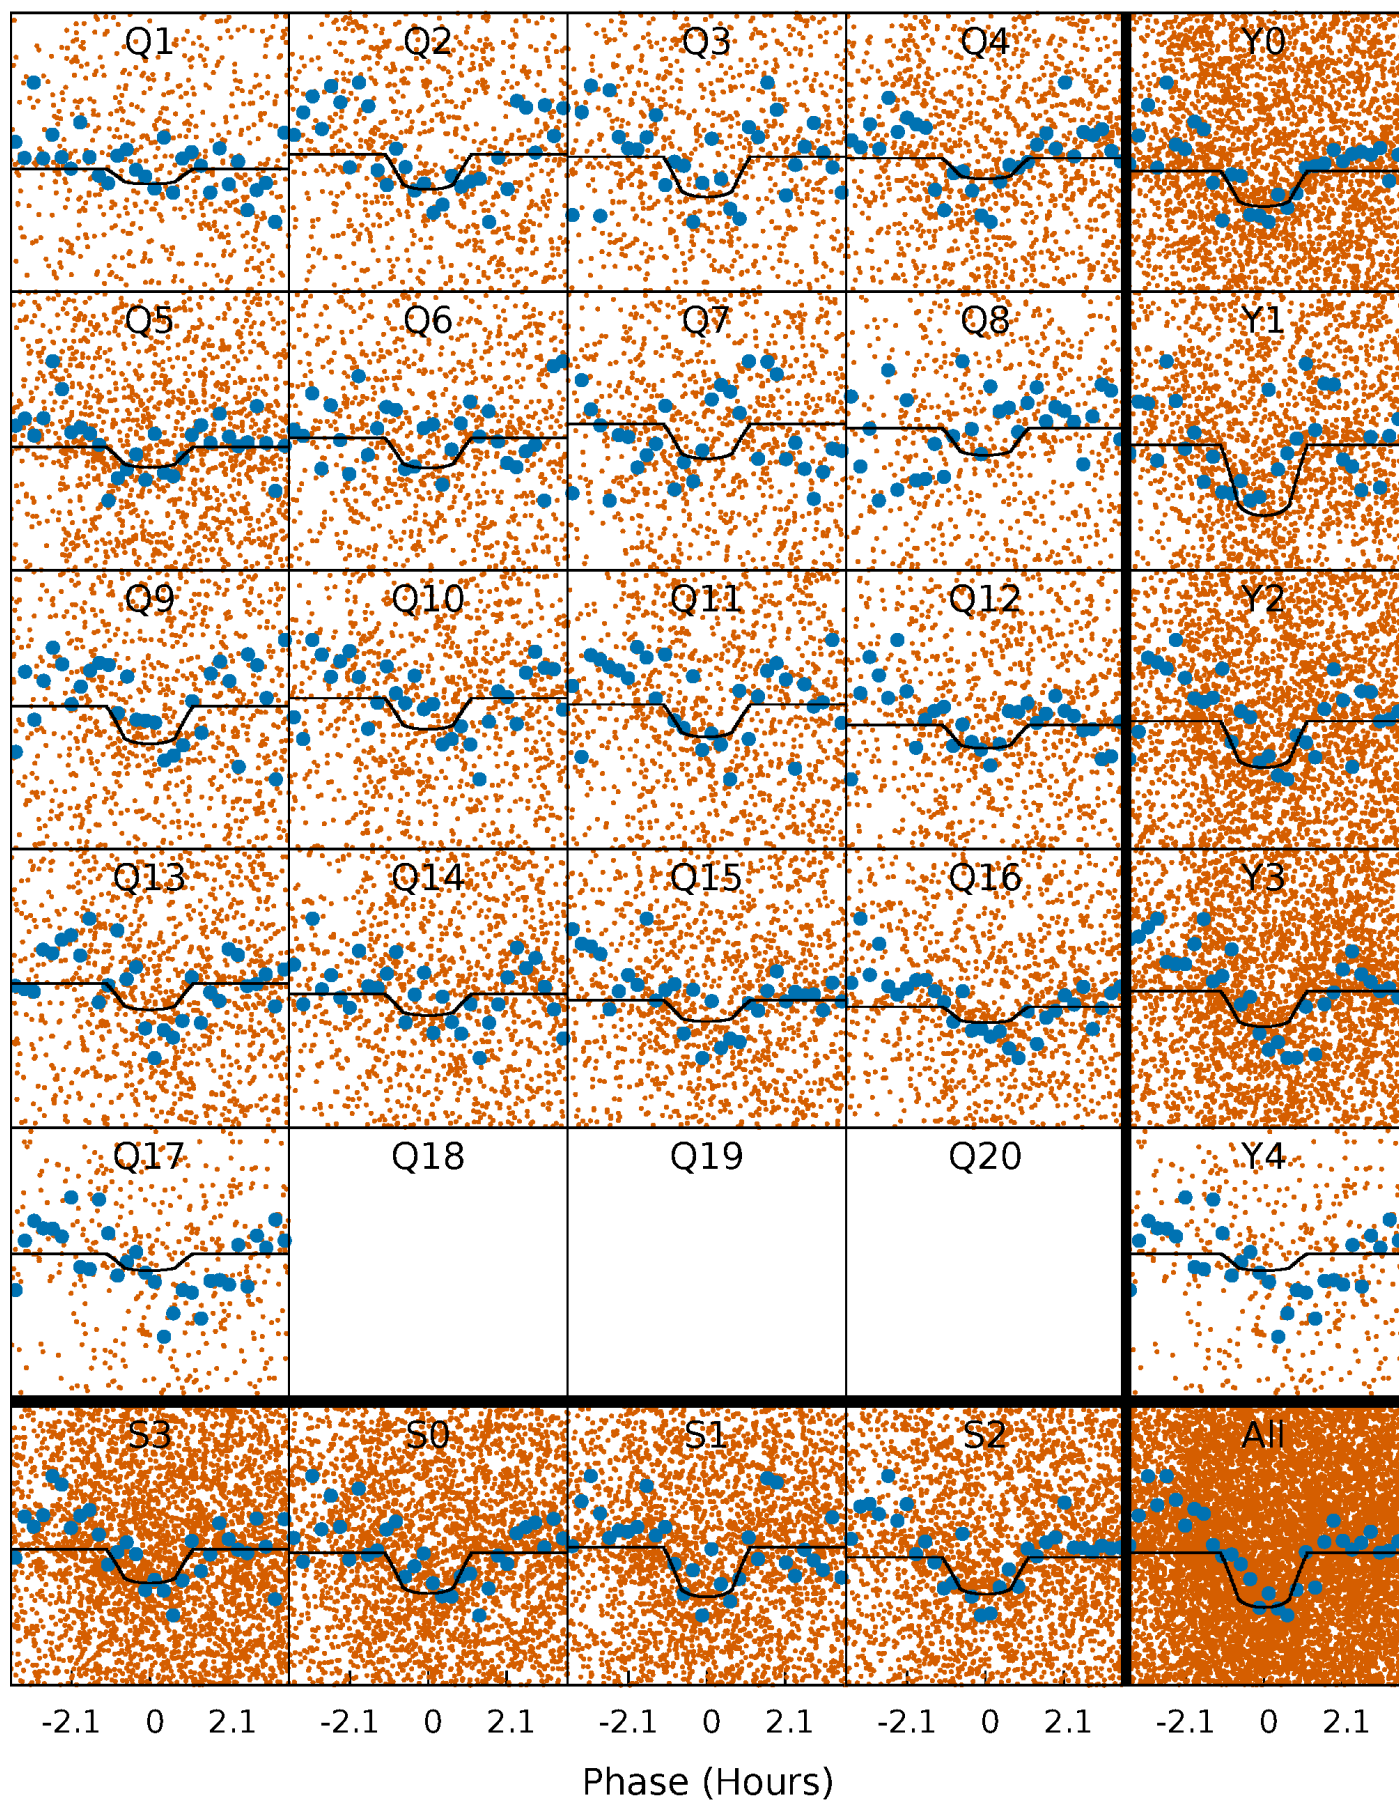 Q1 Q2 Q3 Q4 Y0
Q5 Q6 Q7 Q8 Y1
Q9 Q10 Q11 Q12 Y2
Q13 Q14 Q15 Q16 Y3
Q17 Q18 Q19 Q20 Y4
S3 S0 S1 S2 All
-2.1 0 2.1 -2.1 0 2.1 -2.1 0 2.1 -2.1 0 2.1 -2.1 0 2.1
Phase (Hours)